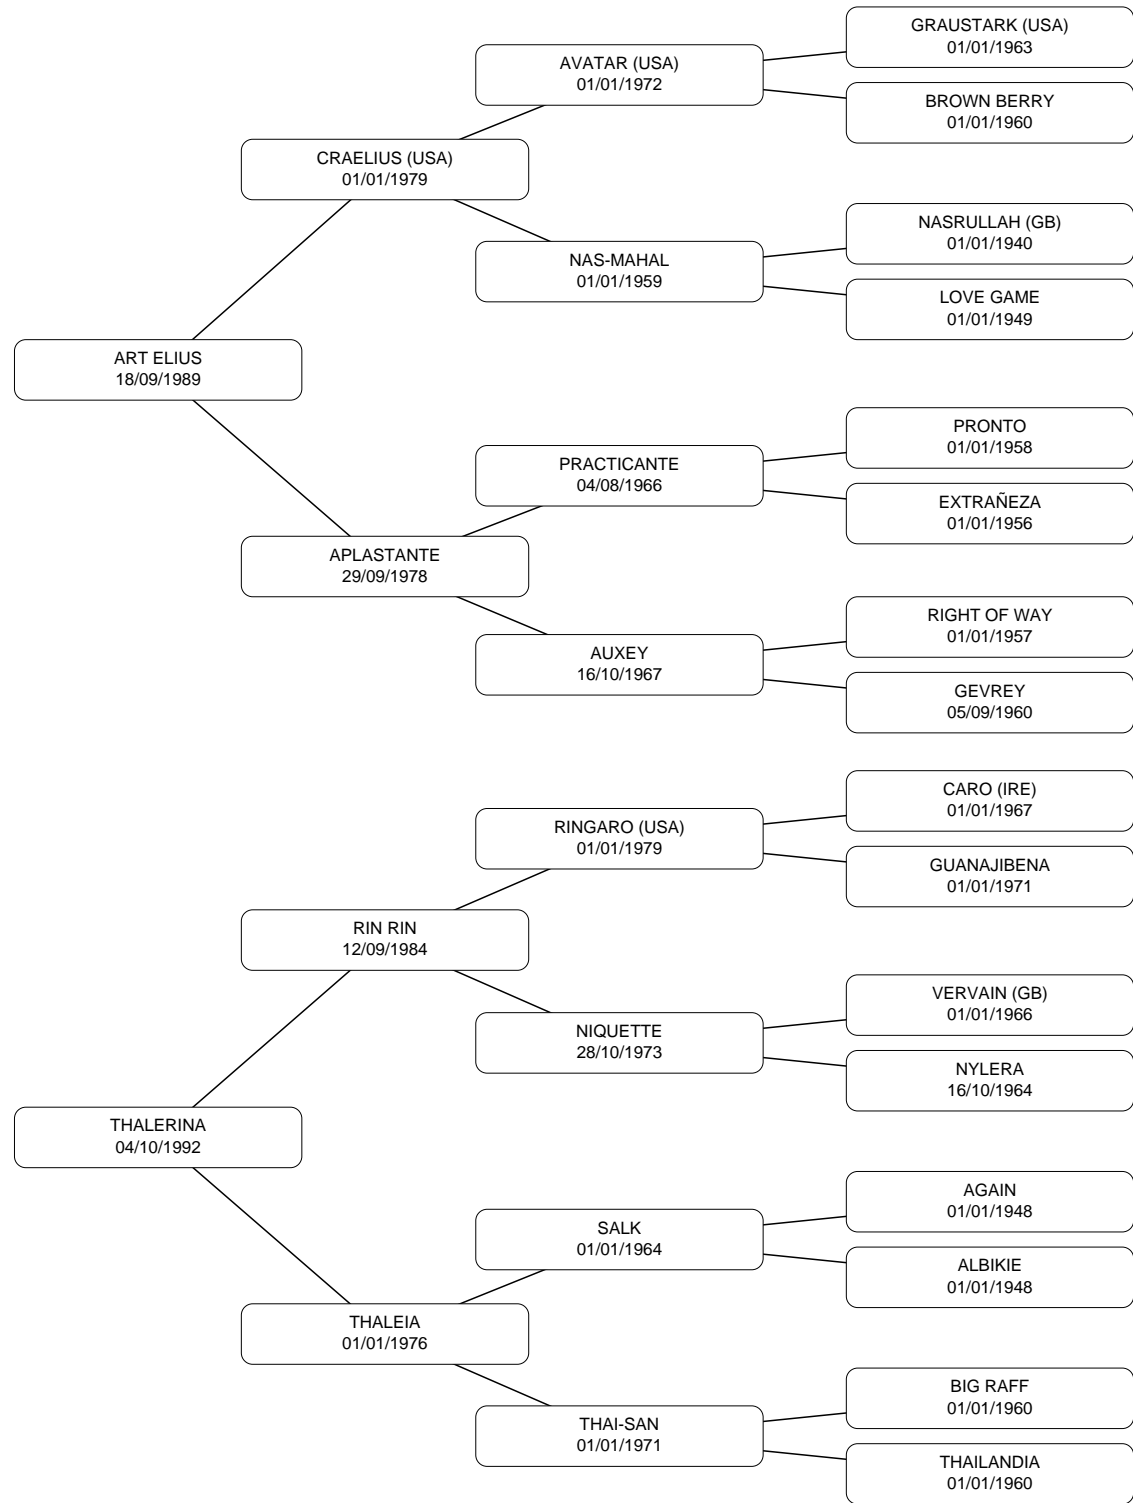 GRAUSTARK (USA)
01/01/1963
AVATAR (USA)
01/01/1972
BROWN BERRY
01/01/1960
CRAELIUS (USA)
01/01/1979
NASRULLAH (GB)
01/01/1940
NAS-MAHAL
01/01/1959
LOVE GAME
01/01/1949
ART ELIUS
18/09/1989
PRONTO
01/01/1958
PRACTICANTE
04/08/1966
EXTRAÑEZA
01/01/1956
APLASTANTE
29/09/1978
RIGHT OF WAY
01/01/1957
AUXEY
16/10/1967
GEVREY
05/09/1960
CARO (IRE)
01/01/1967
RINGARO (USA)
01/01/1979
GUANAJIBENA
01/01/1971
RIN RIN
12/09/1984
VERVAIN (GB)
01/01/1966
NIQUETTE
28/10/1973
NYLERA
16/10/1964
THALERINA
04/10/1992
AGAIN
01/01/1948
SALK
01/01/1964
ALBIKIE
01/01/1948
THALEIA
01/01/1976
BIG RAFF
01/01/1960
THAI-SAN
01/01/1971
THAILANDIA
01/01/1960